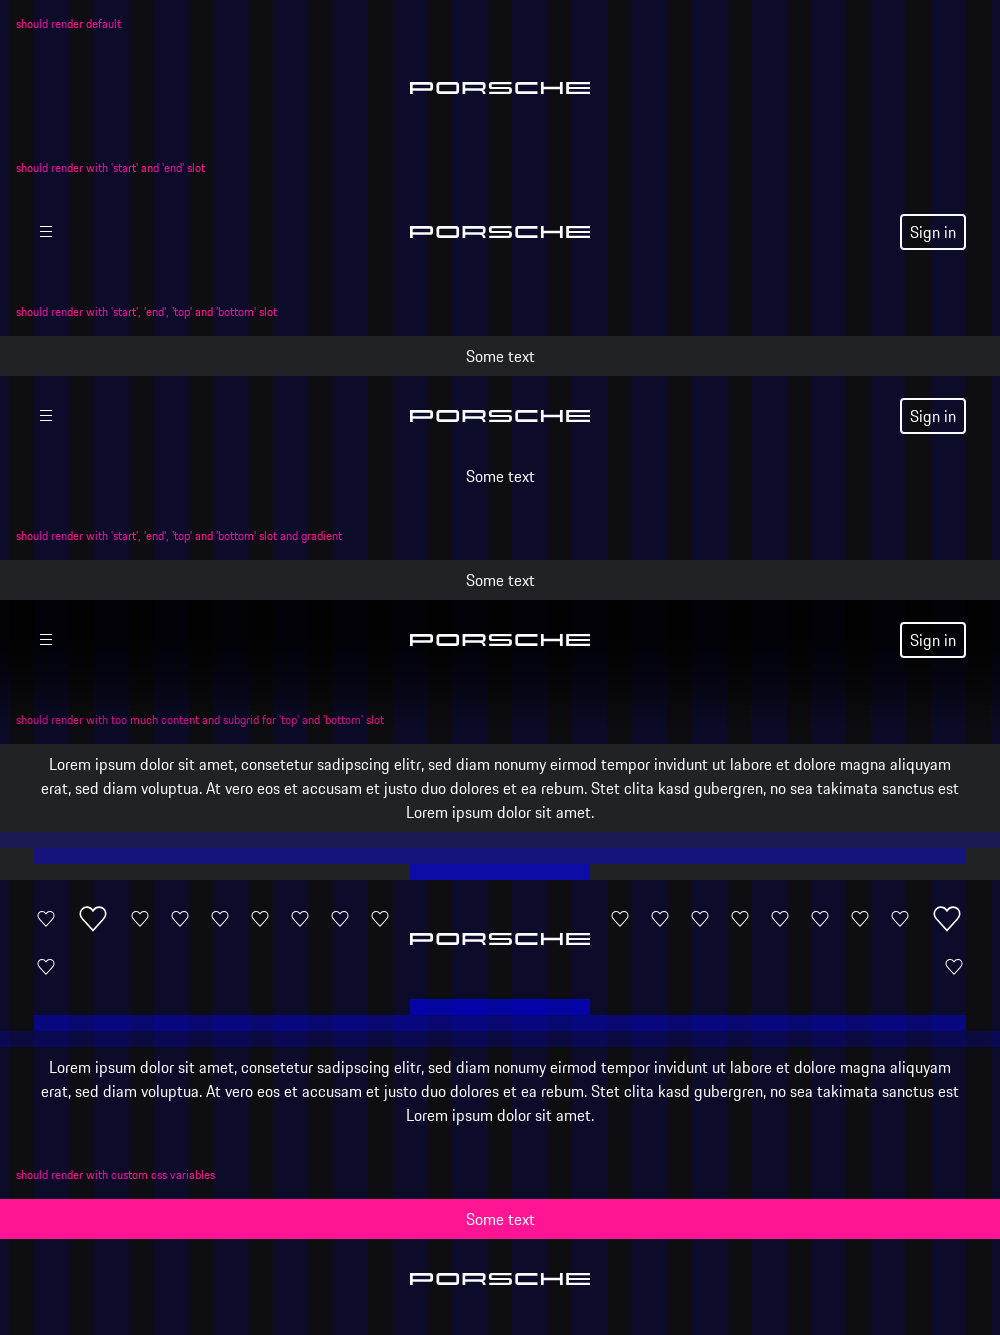 should render default
PORSCHE
should render with 'start' and 'end' slot
PORSCHE
Sign in
should render with 'start', 'end', 'top' and 'bottom' slot
Some text
PORSCHE
Sign in
Some text
should render with 'start', 'end', 'top' and 'bottom' slot and gradient
Some text
PORSCHE
Sign in
should render with too much content and subgrid for 'top' and 'bottom' slot
Lorem ipsum dolor sit amet, consetetur sadipscing elitr, sed diam nonumy eirmod tempor invidunt ut labore et dolore magna aliquyam
erat, sed diam voluptua. At vero eos et accusam et justo duo dolores et ea rebum. Stet clita kasd gubergren, no sea takimata sanctus est
Lorem ipsum dolor sit amet.
PORSCHE
Lorem ipsum dolor sit amet, consetetur sadipscing elitr, sed diam nonumy eirmod tempor invidunt ut labore et dolore magna aliquyam
erat, sed diam voluptua. At vero eos et accusam et justo duo dolores et ea rebum. Stet clita kasd gubergren, no sea takimata sanctus est
Lorem ipsum dolor sit amet.
should render with custom css variables
Some text
PORSCHE